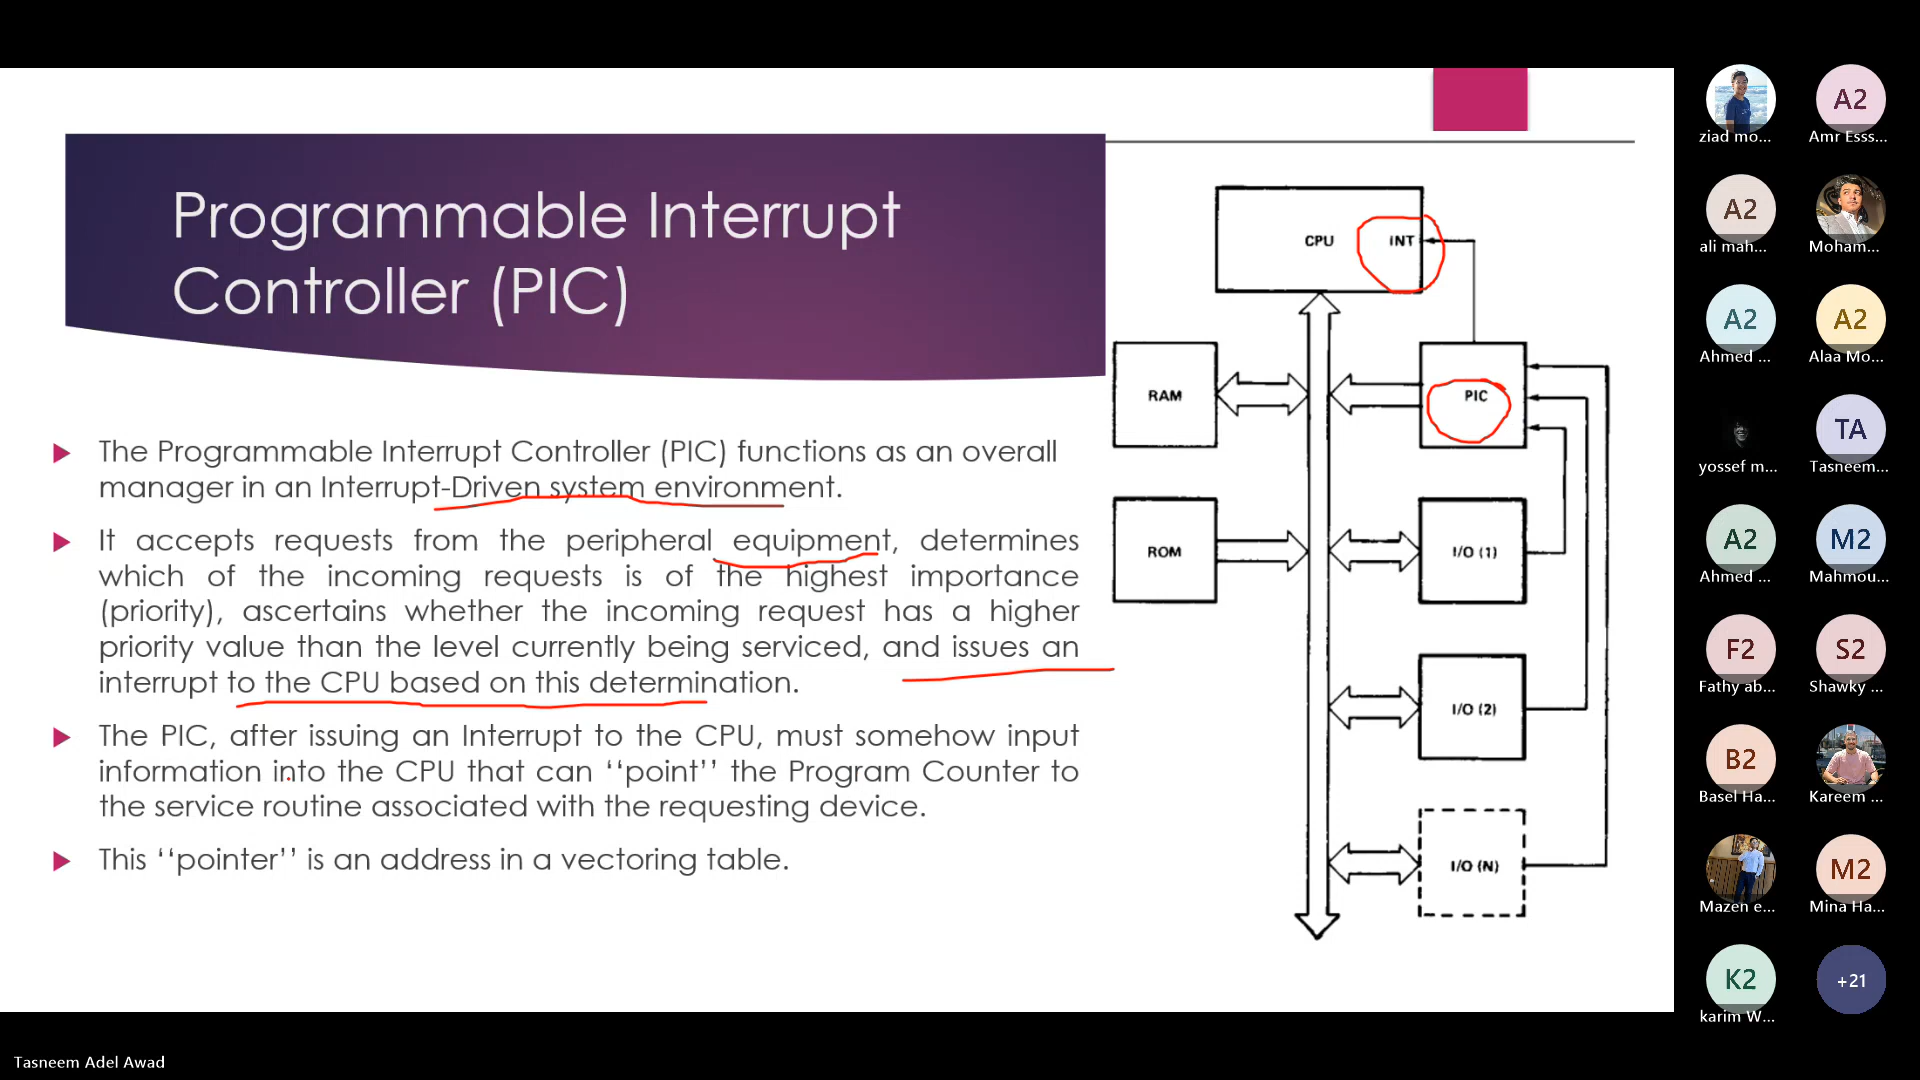 Programmable Interrupt
Controller (PIC)
The Programmable Interrupt Controller (PIC) functions as an overall
manager in an Interrupt-Driven system environment.
It accepts requests from the peripheral equipment, determines
which of the incoming requests is of the highest importance
(priority), ascertains whether the incoming request has a higher
priority value than the level currently being serviced, and issues an
interrupt to the CPU based on this determination.
The PIC, after issuing an Interrupt to the CPU, must somehow input
information into the CPU that can ‘‘point’’ the Program Counter to
the service routine associated with the requesting device.
This ‘‘pointer’’ is an address in a vectoring table.
CPU INT
RAM
PIC
ROM
I/O (1)
I/O (2)
I/O (N)
ziad mo...
A2
Amr Esss...
A2
ali mah...
Moham...
A2
Ahmed ...
A2
Alaa Mo...
yossef m...
TA
Tasneem...
A2
Ahmed ...
M2
Mahmou...
F2
Fathy ab...
S2
Shawky ...
B2
Basel Ha...
Kareem ...
Mazen e...
M2
Mina Ha...
K2
karim W...
+21
Tasneem Adel Awad